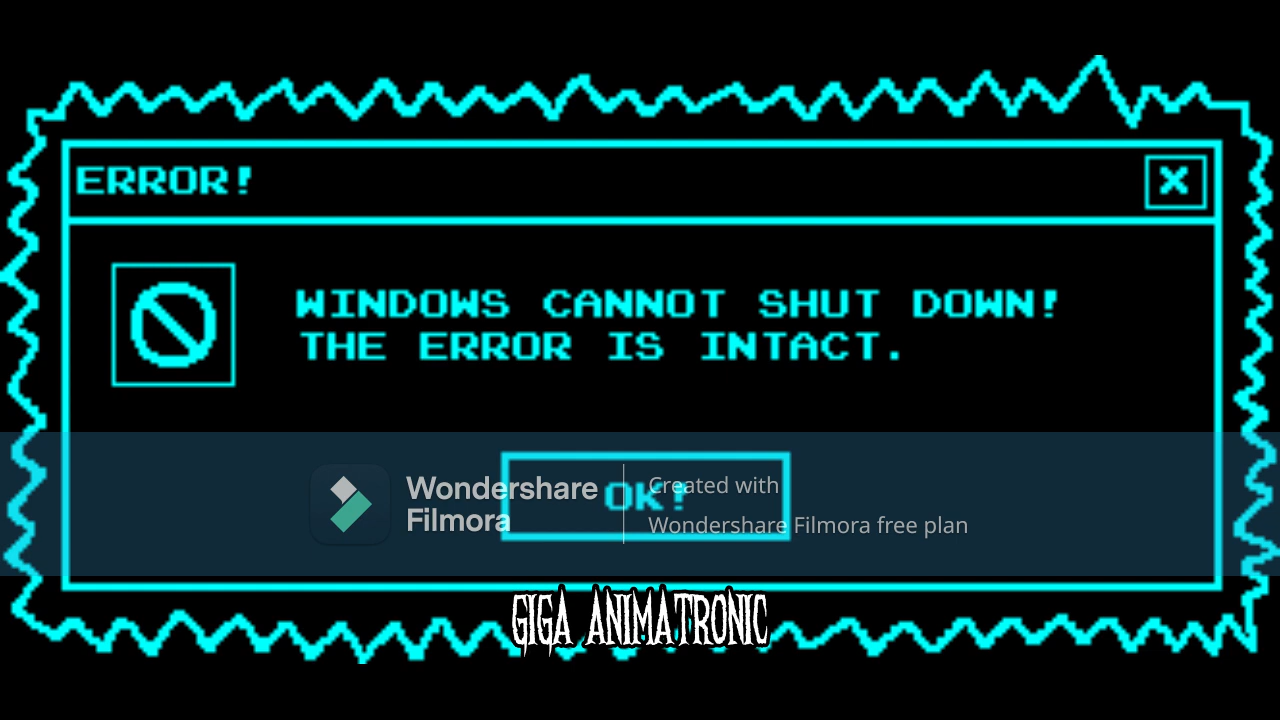 ERROR!
WINDOWS CANNOT SHUT DOWN!
THE ERROR IS INTACT.
OK!
Wondershare
Filmora
Created with
Wondershare Filmora free plan
GIGA ANIMATRONIC